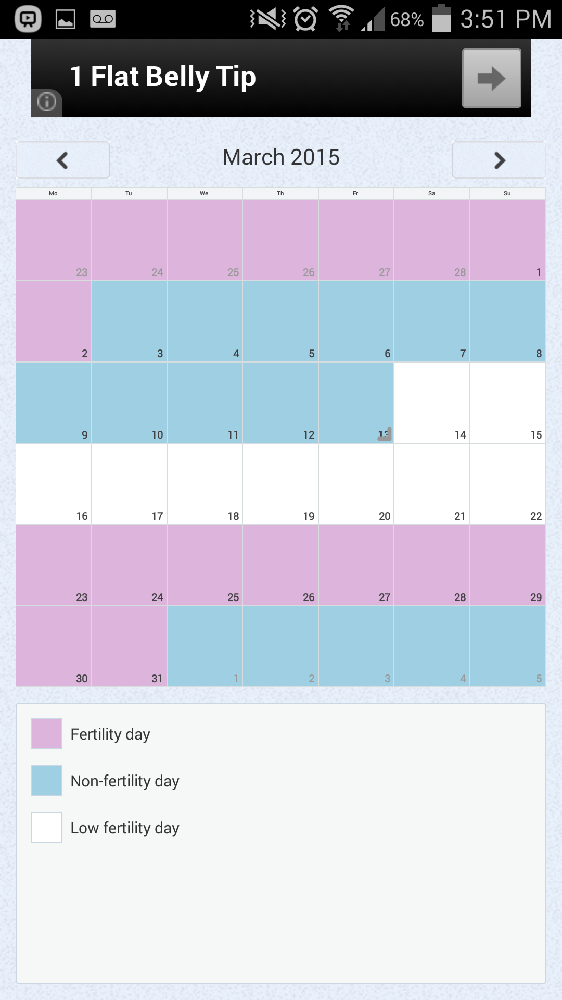 68% 3:51 PM
1 Flat Belly Tip
March 2015
Mo Tu We Th Fr Sa Su
23 24 25 26 27 28 1
2 3 4 5 6 7 8
9 10 11 12 13 14 15
16 17 18 19 20 21 22
23 24 25 26 27 28 29
30 31 1 2 3 4 5
Fertility day
Non-fertility day
Low fertility day